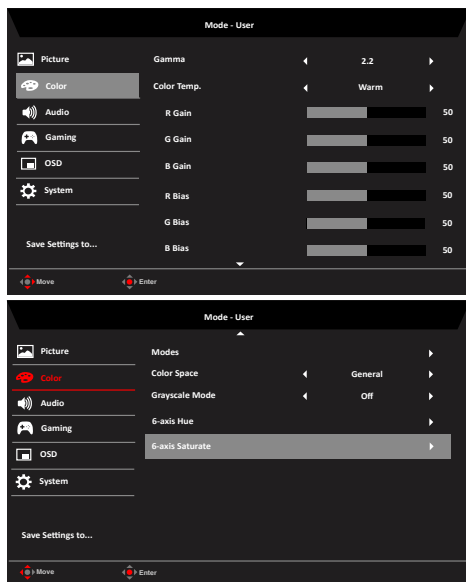 Mode - User
Picture Gamma 2.2
Color Color Temp. Warm
Audio R Gain 50
Gaming G Gain 50
OSD B Gain 50
System R Bias 50
G Bias 50
Save Settings to... B Bias 50
Move Enter
Mode - User
Picture Modes
Color Color Space General
Audio Grayscale Mode Off
Gaming 6-axis Hue
OSD 6-axis Saturate
System
Save Settings to...
Move Enter